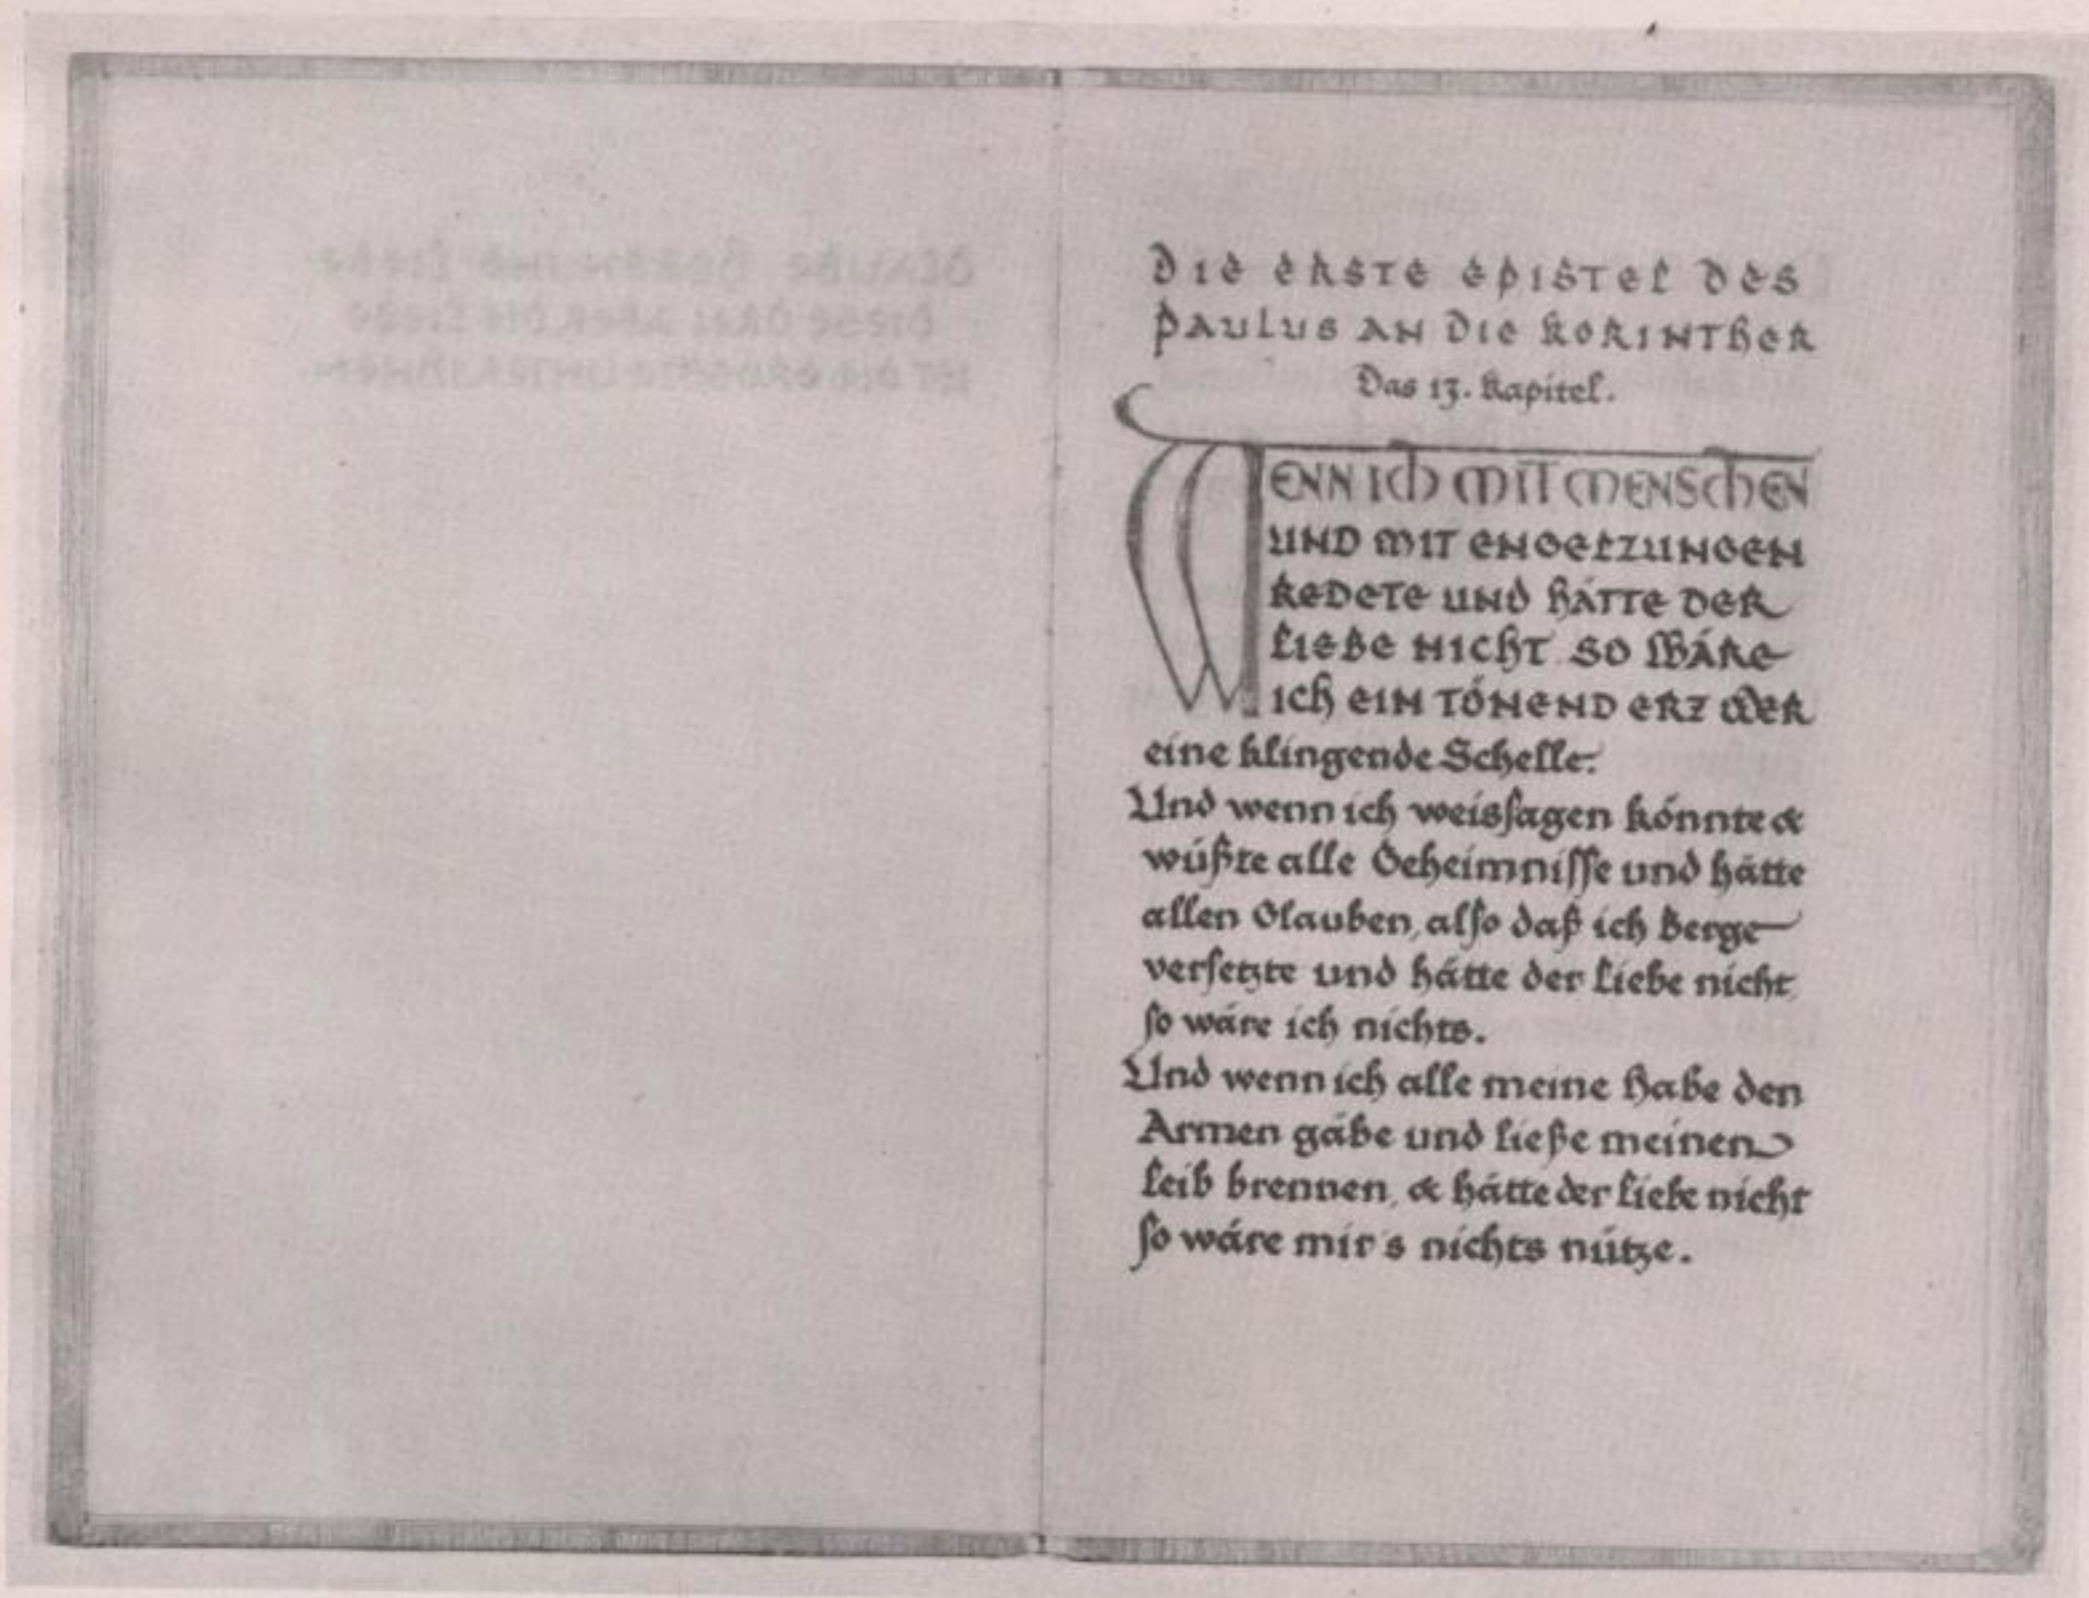 DIE ERSTE EPISTEL DES
PAULUS AN DIE KORINTHER
Das 13. Kapitel.
WENN ICH MIT MENSCHEN
UND MIT ENGELZUNGEN
REDETE UND HÄTTE DER
LIEBE NICHT SO WÄRE
ICH EIN TÖNEND ERZ ODER
eine klingende Schelle.
Und wenn ich weisſagen könnte &
wüßte alle Geheimniſſe und hätte
allen Glauben, alſo daß ich Berge
verſetzte und hätte der Liebe nicht,
ſo wäre ich nichts.
Und wenn ich alle meine Habe den
Armen gäbe und ließe meinen
Leib brennen, & hätte der Liebe nicht
ſo wäre mir's nichts nütze.